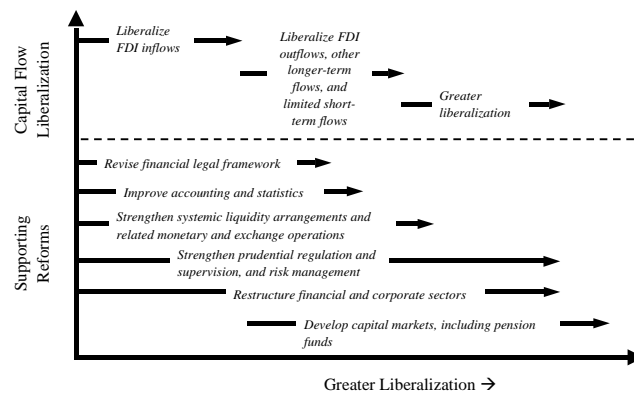 Capital Flow
Liberalization
Liberalize
FDI inflows
Liberalize FDI
outflows, other
longer-term
flows, and
limited short-
term flows
Greater
liberalization
Supporting
Reforms
Revise financial legal framework
Improve accounting and statistics
Strengthen systemic liquidity arrangements and
related monetary and exchange operations
Strengthen prudential regulation and
supervision, and risk management
Restructure financial and corporate sectors
Develop capital markets, including pension
funds
Greater Liberalization →